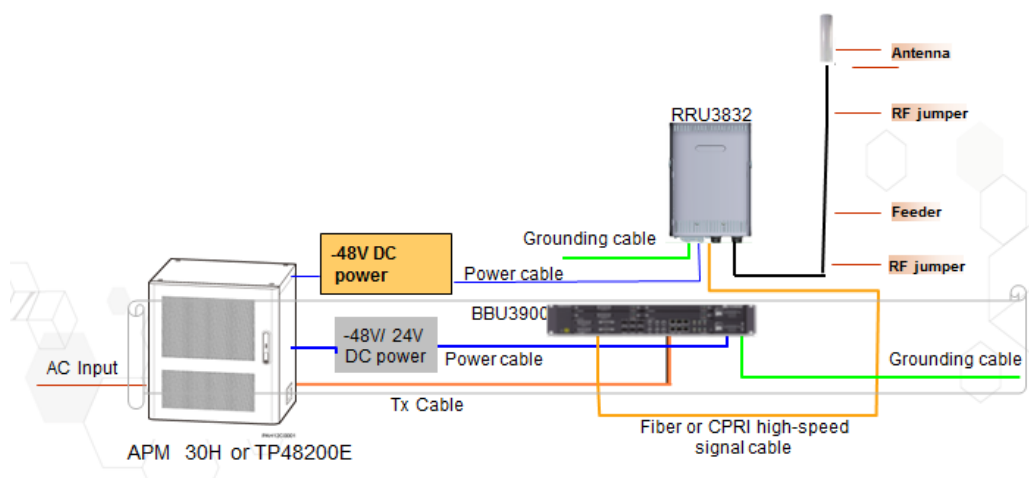 Antenna
RRU3832
RF jumper
Feeder
Grounding cable
-48V DC
power
Power cable
RF jumper
BBU3900
-48V/ 24V
DC power
Power cable
Grounding cable
AC Input
Tx Cable
Fiber or CPRI high-speed
signal cable
APM 30H or TP48200E